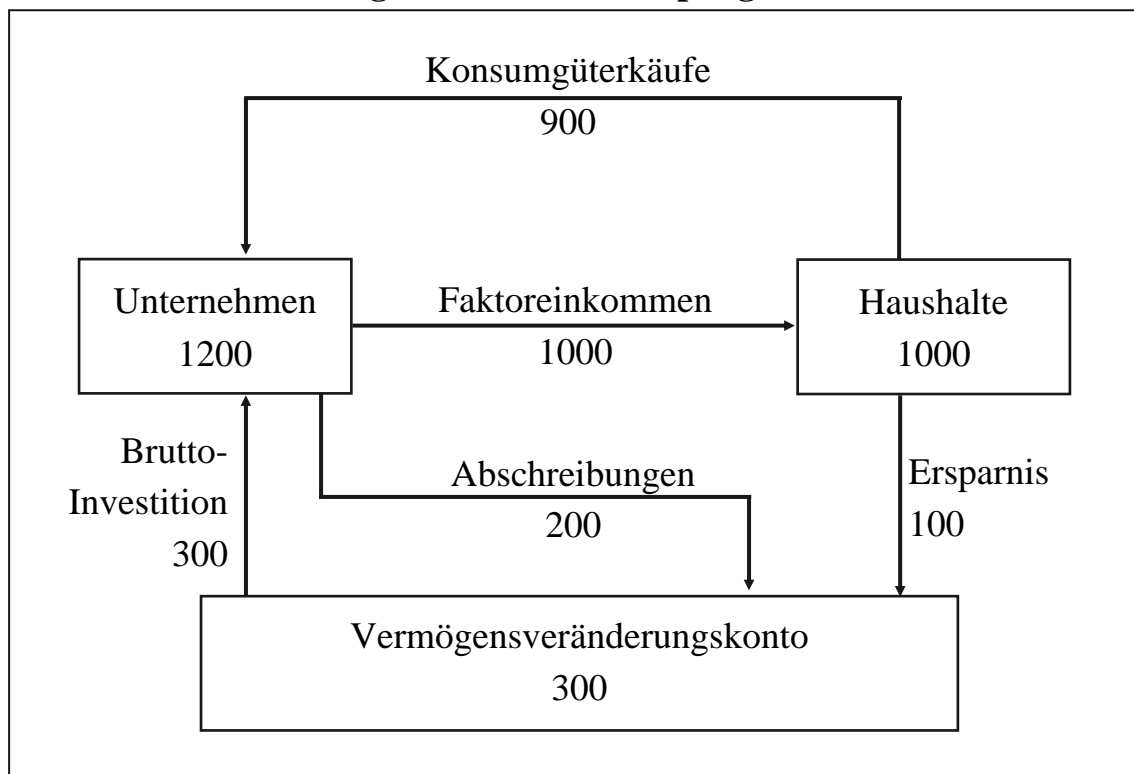 Konsumgüterkäufe
900
Unternehmen
1200
Faktoreinkommen
1000
Haushalte
1000
Brutto-
Investition
300
Abschreibungen
200
Ersparnis
100
Vermögensveränderungskonto
300